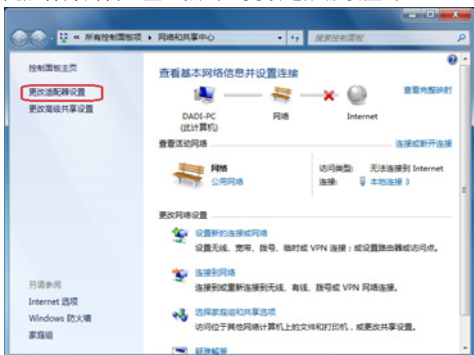 « 所有控制面板项 ▸ 网络和共享中心
搜索控制面板
控制面板主页
更改适配器设置
更改高级共享设置
查看基本网络信息并设置连接
查看完整映射
DADI-PC
(此计算机)
网络
Internet
查看活动网络
连接或断开连接
网络
公用网络
访问类型: 无法连接到 Internet
连接: 本地连接 3
更改网络设置
设置新的连接或网络
设置无线、宽带、拨号、临时或 VPN 连接；或设置路由器或访问点。
连接到网络
连接到或重新连接到无线、有线、拨号或 VPN 网络连接。
选择家庭组和共享选项
访问位于其他网络计算机上的文件和打印机，或更改共享设置。
疑难解答
另请参阅
Internet 选项
Windows 防火墙
家庭组